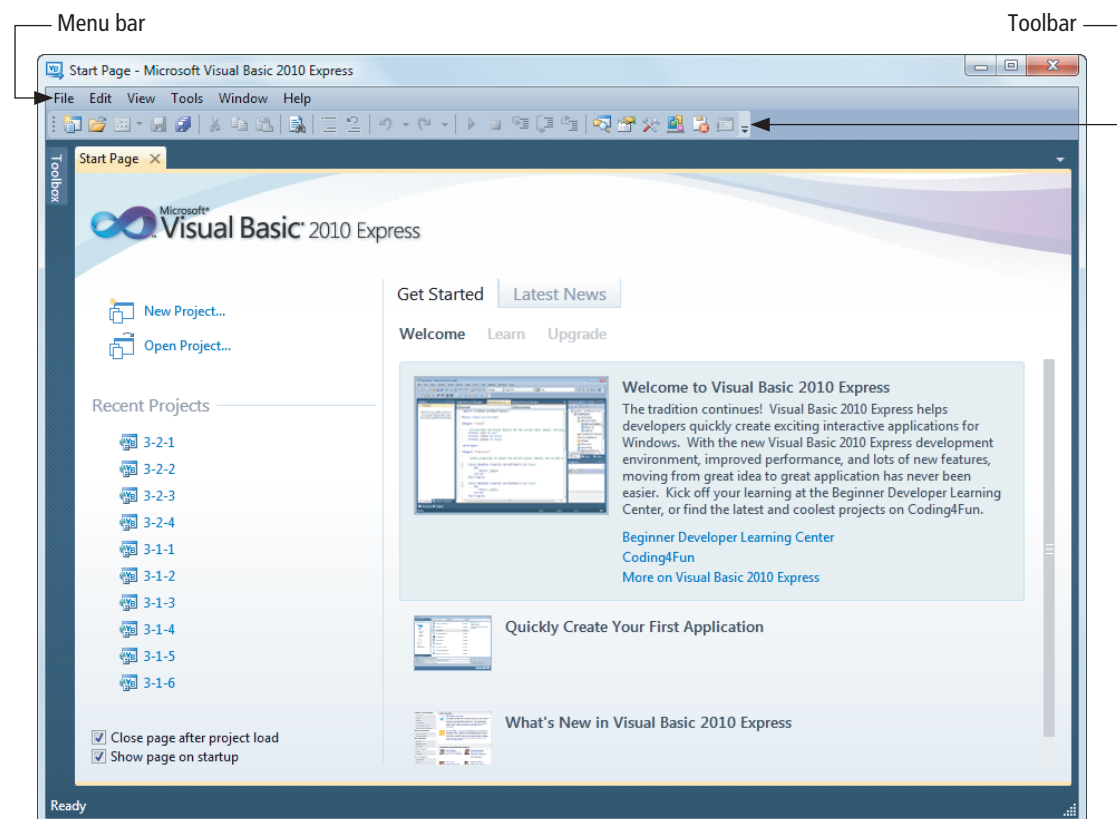 Menu bar
Toolbar
Start Page - Microsoft Visual Basic 2010 Express
File Edit View Tools Window Help
Toolbox
Start Page
Microsoft®
Visual Basic® 2010 Express
New Project...
Open Project...
Recent Projects
3-2-1
3-2-2
3-2-3
3-2-4
3-1-1
3-1-2
3-1-3
3-1-4
3-1-5
3-1-6
Close page after project load
Show page on startup
Get Started Latest News
Welcome Learn Upgrade
Welcome to Visual Basic 2010 Express
The tradition continues! Visual Basic 2010 Express helps
developers quickly create exciting interactive applications for
Windows. With the new Visual Basic 2010 Express development
environment, improved performance, and lots of new features,
moving from great idea to great application has never been
easier. Kick off your learning at the Beginner Developer Learning
Center, or find the latest and coolest projects on Coding4Fun.
Beginner Developer Learning Center
Coding4Fun
More on Visual Basic 2010 Express
Quickly Create Your First Application
What's New in Visual Basic 2010 Express
Ready